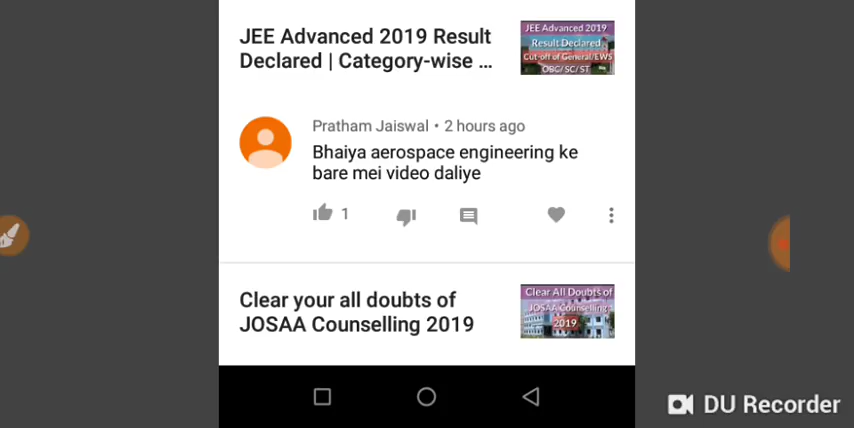 JEE Advanced 2019 Result
Declared | Category-wise ...
JEE Advanced 2019
Result Declared
Cut-off of General/EWS
OBC/SC/ST
Pratham Jaiswal • 2 hours ago
Bhaiya aerospace engineering ke
bare mei video daliye
1
Clear your all doubts of
JOSAA Counselling 2019
Clear All Doubts of
JOSAA Counselling
2019
DU Recorder